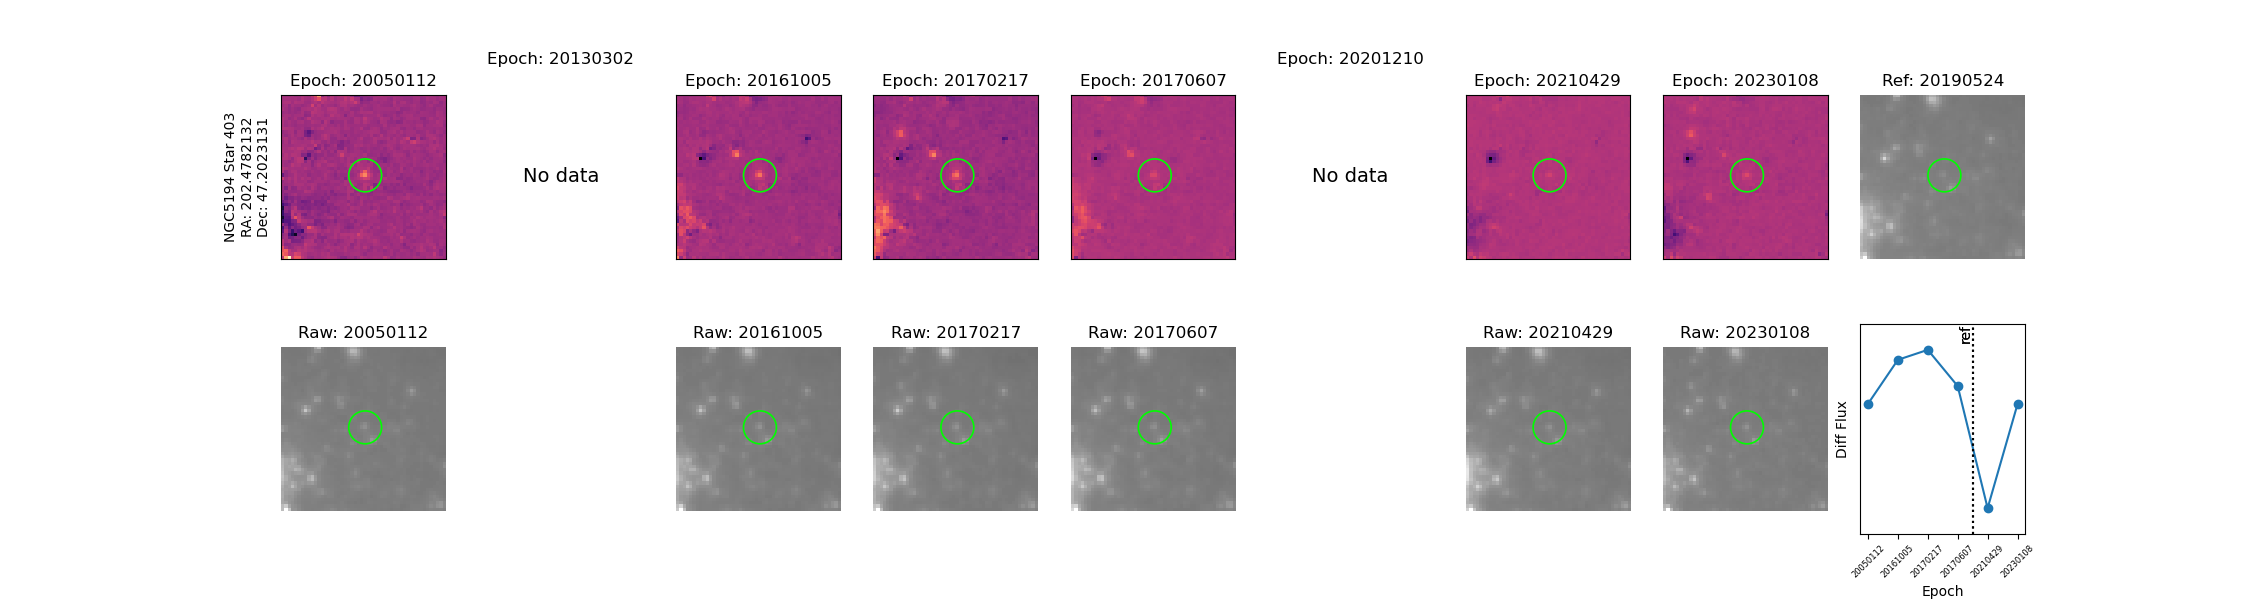 Epoch: 20130302
Epoch: 20201210
Epoch: 20050112
Epoch: 20161005
Epoch: 20170217
Epoch: 20170607
Epoch: 20210429
Epoch: 20230108
Ref: 20190524
NGC5194 Star 403
RA: 202.4782132
Dec: 47.2023131
No data
No data
Raw: 20050112
Raw: 20161005
Raw: 20170217
Raw: 20170607
Raw: 20210429
Raw: 20230108
ref
Diff Flux
20050112
20161005
20170217
20170607
20210429
20230108
Epoch